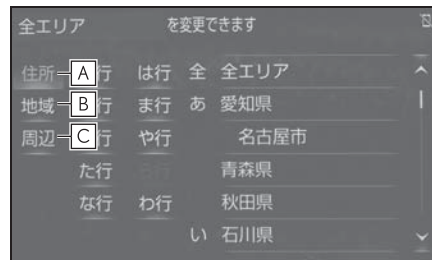 全エリア を変更できます
住所 A 行 は行 全 全エリア
地域 B 行 ま行 あ 愛知県
周辺 C 行 や行 名古屋市
た行 青森県
な行 わ行 秋田県
い 石川県